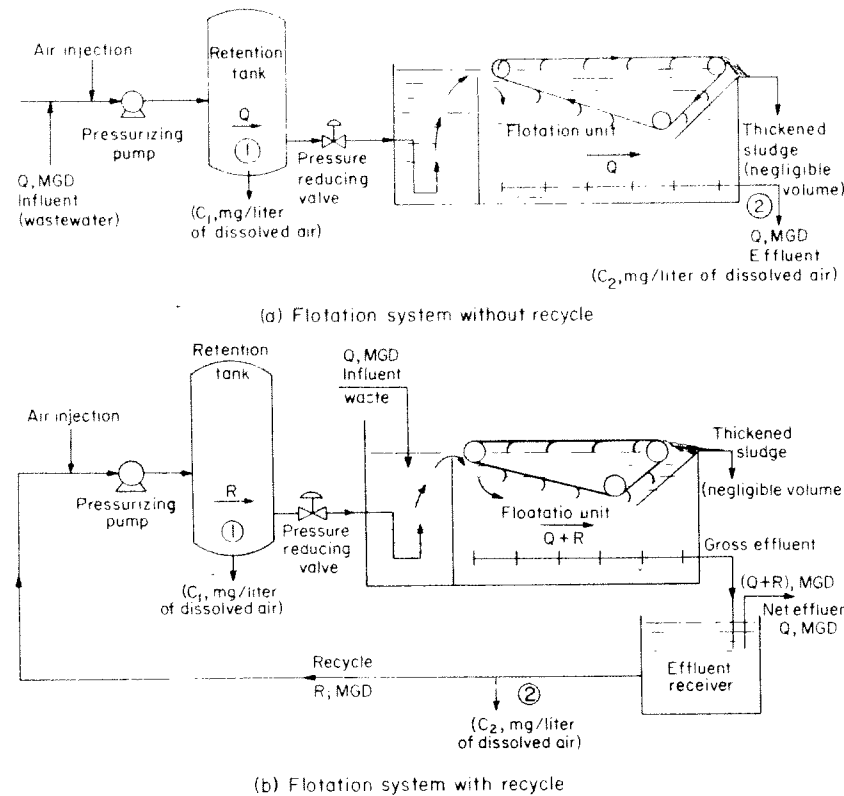 Air injection
Retention
tank
Q
1
Pressurizing
pump
Q, MGD
Influent
(wastewater)
(C₁, mg/liter
of dissolved air)
Pressure
reducing
valve
Flotation unit
Q
Thickened
sludge
(negligible
volume)
2
Q, MGD
Effluent
(C₂, mg/liter of dissolved air)
(a) Flotation system without recycle
Retention
tank
Q, MGD
Influent
waste
Air injection
Pressurizing
pump
R
1
Pressure
reducing
valve
(C₁, mg/liter
of dissolved air)
Floatatio unit
Q + R
Thickened
sludge
(negligible volume
Gross effluent
(Q+R), MGD
Net effluer
Q, MGD
Effluent
receiver
Recycle
R, MGD
2
(C₂, mg/liter
of dissolved air)
(b) Flotation system with recycle